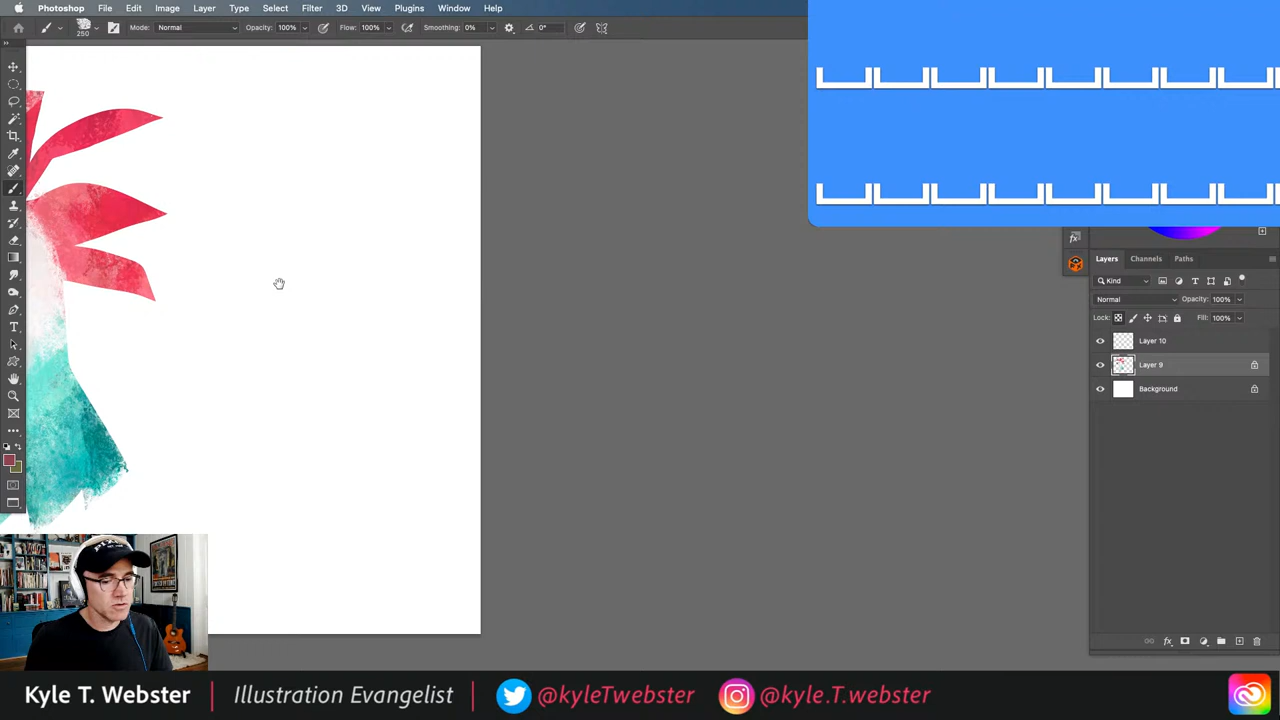 Photoshop File Edit Image Layer Type Select Filter 3D View Plugins Window Help
250 Mode: Normal Opacity: 100% Flow: 100% Smoothing: 0% 0°
Layers Channels Paths
Kind
Normal Opacity: 100%
Lock: Fill: 100%
Layer 10
Layer 9
Background
Kyle T. Webster | Illustration Evangelist | @kyleTwebster @kyle.T.webster